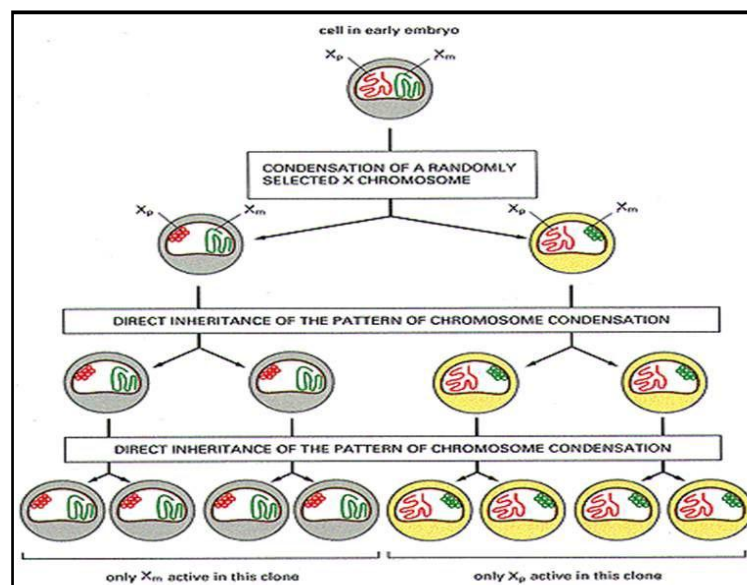 cell in early embryo
Xp Xm
CONDENSATION OF A RANDOMLY
SELECTED X CHROMOSOME
Xp Xm Xp Xm
DIRECT INHERITANCE OF THE PATTERN OF CHROMOSOME CONDENSATION
DIRECT INHERITANCE OF THE PATTERN OF CHROMOSOME CONDENSATION
only Xm active in this clone only Xp active in this clone